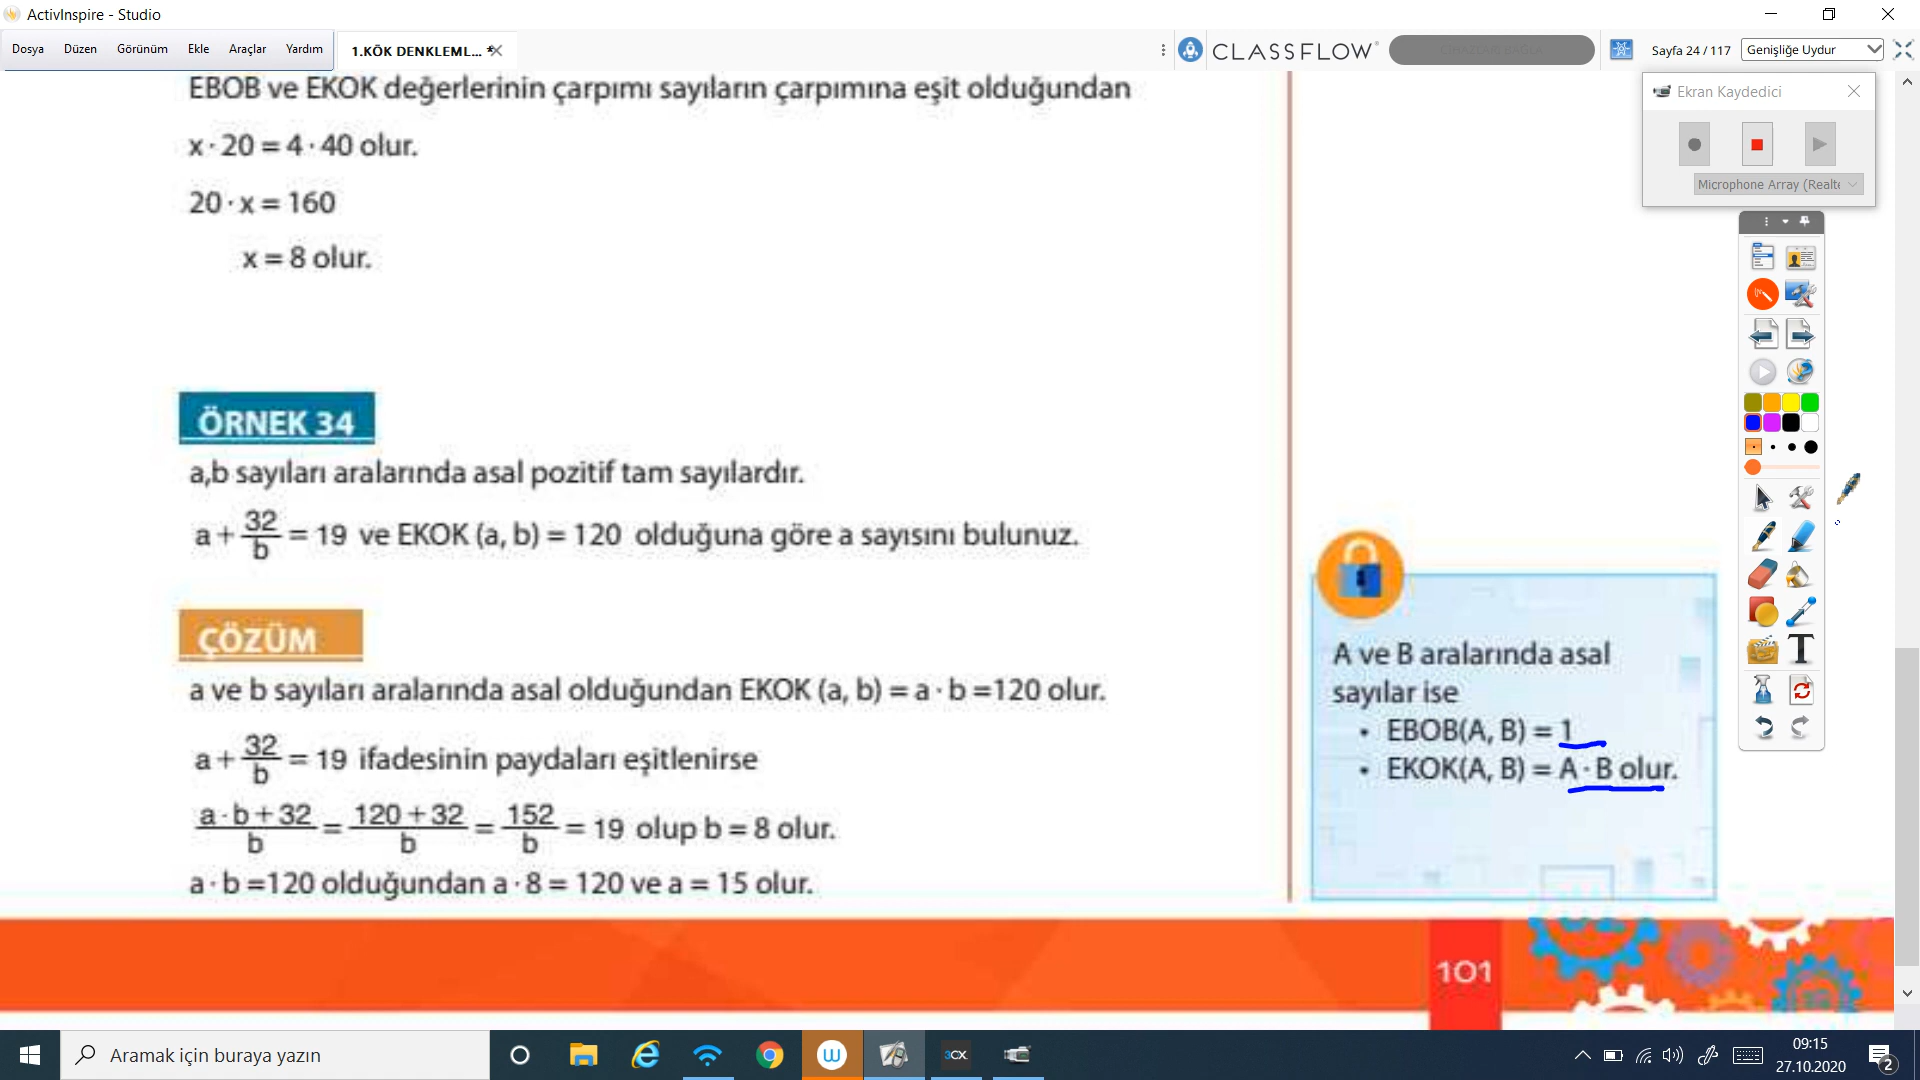 ActivInspire - Studio
Dosya Düzen Görünüm Ekle Araçlar Yardım
1.KÖK DENKLEML... *
CLASSFLOW
Sayfa 24 / 117
Genişliğe Uydur
Ekran Kaydedici
Microphone Array (Realte
EBOB ve EKOK değerlerinin çarpımı sayıların çarpımına eşit olduğundan
x · 20 = 4 · 40 olur.
20 · x = 160
x = 8 olur.
ÖRNEK 34
a,b sayıları aralarında asal pozitif tam sayılardır.
a + 32/b = 19 ve EKOK (a, b) = 120 olduğuna göre a sayısını bulunuz.
ÇÖZÜM
a ve b sayıları aralarında asal olduğundan EKOK (a, b) = a · b =120 olur.
a + 32/b = 19 ifadesinin paydaları eşitlenirse
a · b + 32/b = 120 + 32/b = 152/b = 19 olup b = 8 olur.
a · b =120 olduğundan a · 8 = 120 ve a = 15 olur.
A ve B aralarında asal
sayılar ise
• EBOB(A, B) = 1
• EKOK(A, B) = A · B olur.
101
T
Aramak için buraya yazın
W
3CX
09:15
27.10.2020
2